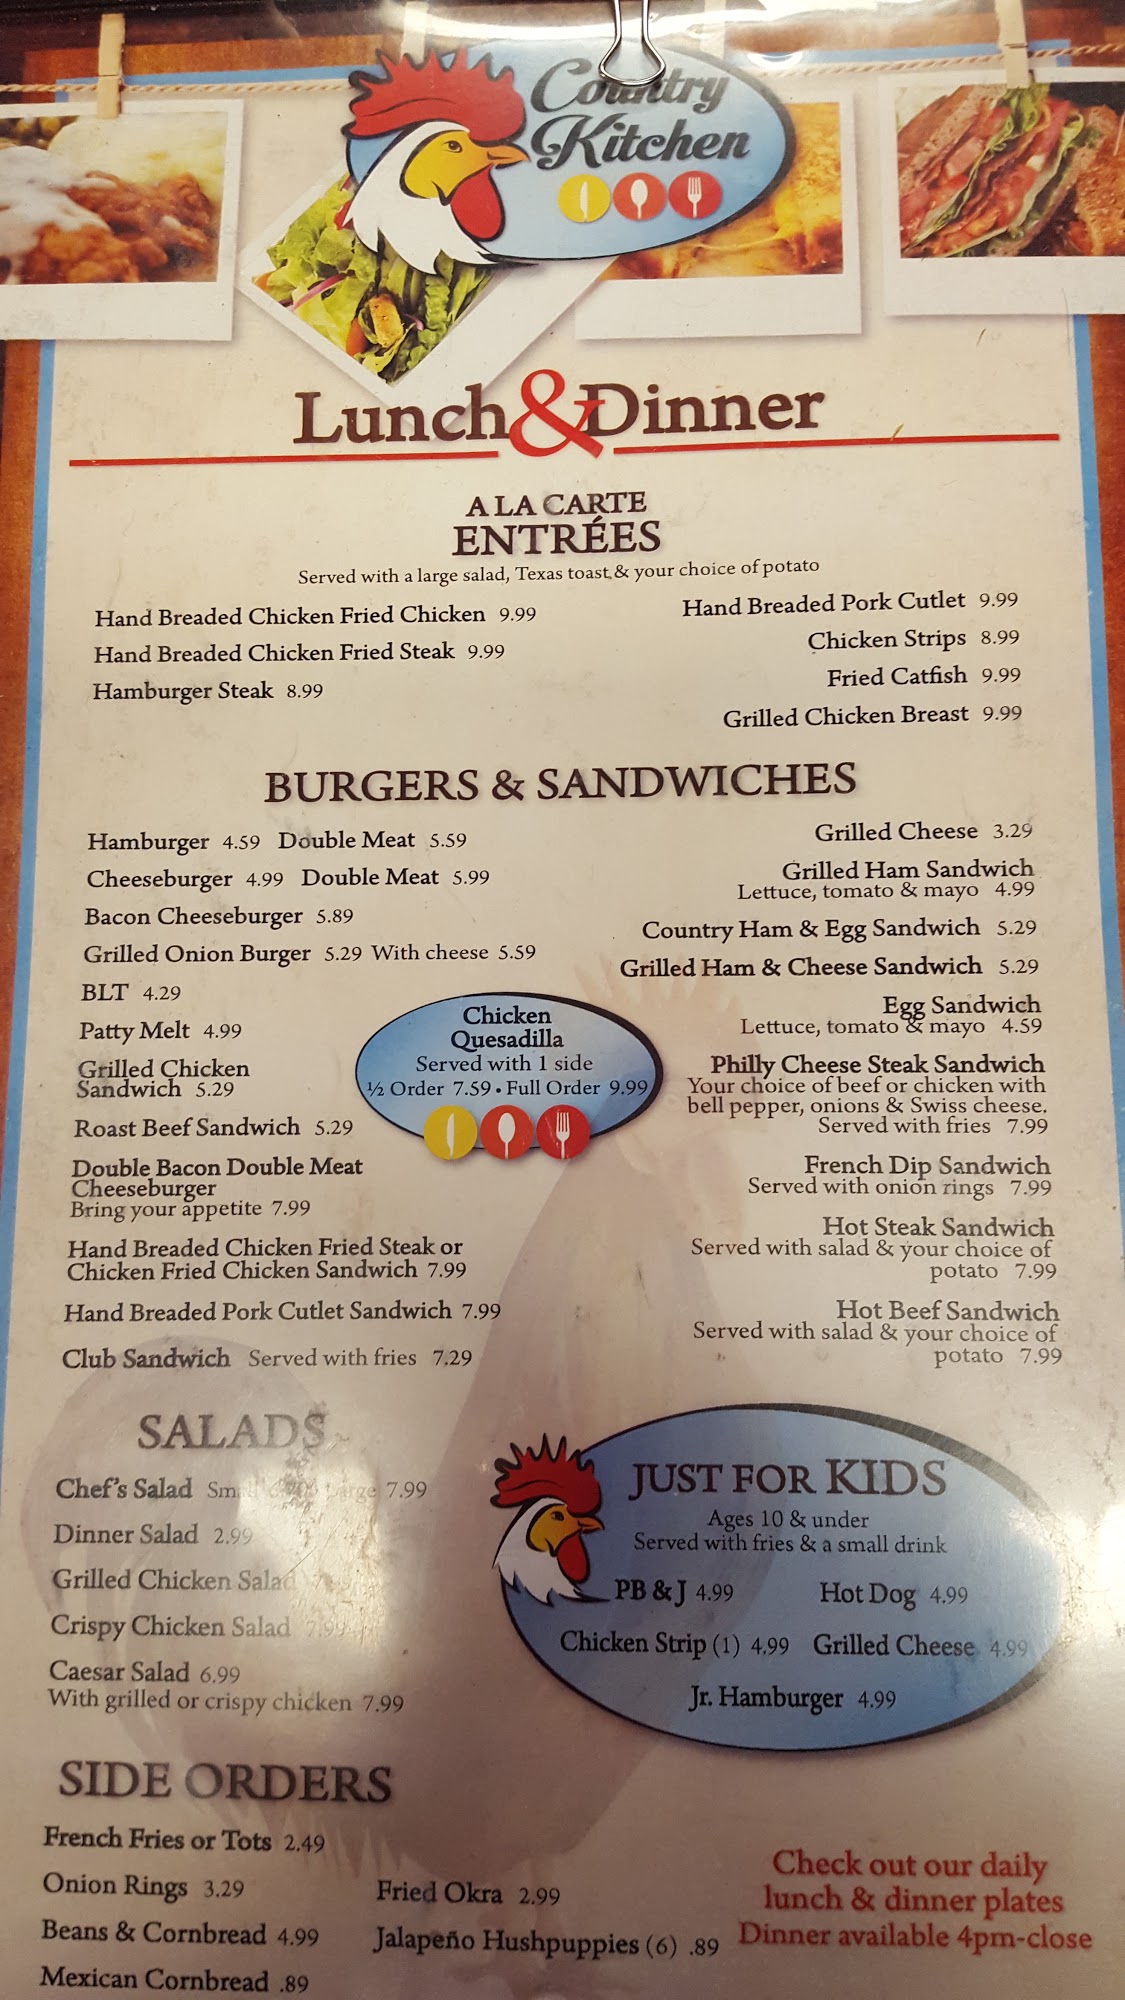 Country
Kitchen
Lunch & Dinner
A LA CARTE
ENTRÉES
Served with a large salad, Texas toast & your choice of potato
Hand Breaded Chicken Fried Chicken 9.99
Hand Breaded Chicken Fried Steak 9.99
Hamburger Steak 8.99
Hand Breaded Pork Cutlet 9.99
Chicken Strips 8.99
Fried Catfish 9.99
Grilled Chicken Breast 9.99
BURGERS & SANDWICHES
Hamburger 4.59 Double Meat 5.59
Cheeseburger 4.99 Double Meat 5.99
Bacon Cheeseburger 5.89
Grilled Onion Burger 5.29 With cheese 5.59
BLT 4.29
Patty Melt 4.99
Grilled Chicken
Sandwich 5.29
Roast Beef Sandwich 5.29
Double Bacon Double Meat
Cheeseburger
Bring your appetite 7.99
Hand Breaded Chicken Fried Steak or
Chicken Fried Chicken Sandwich 7.99
Hand Breaded Pork Cutlet Sandwich 7.99
Club Sandwich Served with fries 7.29
Chicken
Quesadilla
Served with 1 side
½ Order 7.59 • Full Order 9.99
Grilled Cheese 3.29
Grilled Ham Sandwich
Lettuce, tomato & mayo 4.99
Country Ham & Egg Sandwich 5.29
Grilled Ham & Cheese Sandwich 5.29
Egg Sandwich
Lettuce, tomato & mayo 4.59
Philly Cheese Steak Sandwich
Your choice of beef or chicken with
bell pepper, onions & Swiss cheese.
Served with fries 7.99
French Dip Sandwich
Served with onion rings 7.99
Hot Steak Sandwich
Served with salad & your choice of
potato 7.99
Hot Beef Sandwich
Served with salad & your choice of
potato 7.99
SALADS
Chef's Salad Small Large 7.99
Dinner Salad 2.99
Grilled Chicken Salad
Crispy Chicken Salad 7.99
Caesar Salad 6.99
With grilled or crispy chicken 7.99
JUST FOR KIDS
Ages 10 & under
Served with fries & a small drink
PB & J 4.99 Hot Dog 4.99
Chicken Strip (1) 4.99 Grilled Cheese 4.99
Jr. Hamburger 4.99
SIDE ORDERS
French Fries or Tots 2.49
Onion Rings 3.29
Beans & Cornbread 4.99
Mexican Cornbread .89
Fried Okra 2.99
Jalapeño Hushpuppies (6) .89
Check out our daily
lunch & dinner plates
Dinner available 4pm-close